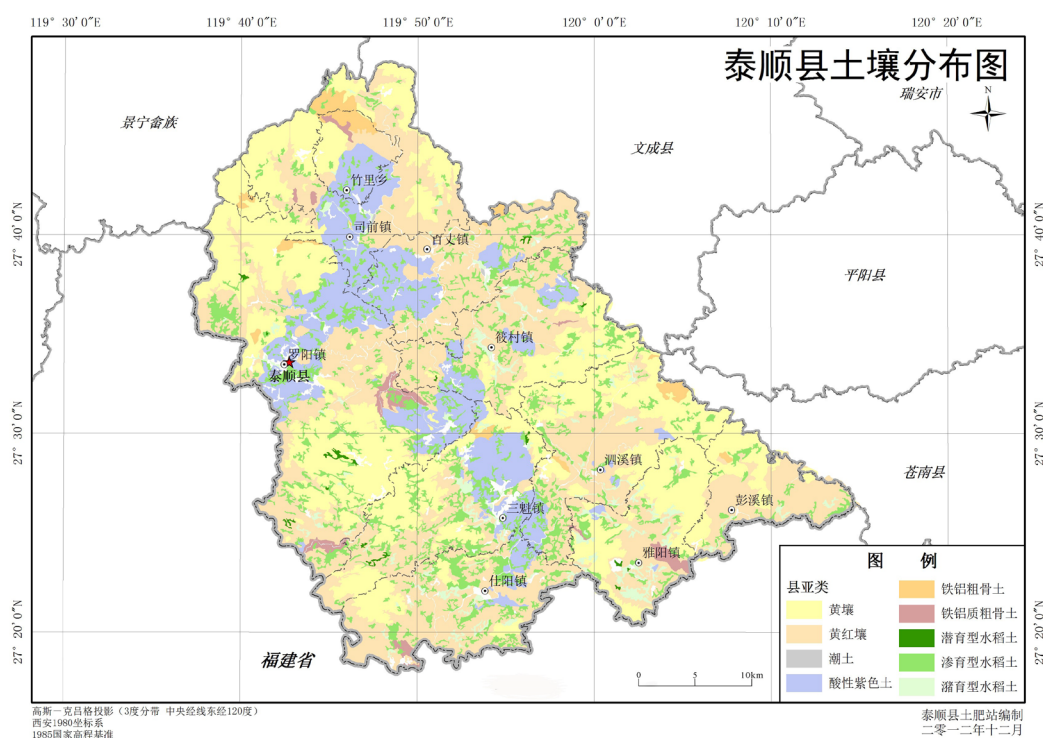 119° 30′0″E
119° 40′0″E
119° 50′0″E
120° 0′0″E
120° 10′0″E
120° 20′0″E
泰顺县土壤分布图
瑞安市
N
景宁畲族
文成县
竹里乡
27° 40′0″N
27° 40′0″N
司前镇
百丈镇
平阳县
筱村镇
罗阳镇
泰顺县
27° 30′0″N
27° 30′0″N
泗溪镇
苍南县
彭溪镇
三魁镇
雅阳镇
仕阳镇
27° 20′0″N
27° 20′0″N
福建省
图 例
县亚类
黄壤
黄红壤
潮土
酸性紫色土
铁铝粗骨土
铁铝质粗骨土
潜育型水稻土
渗育型水稻土
潴育型水稻土
0 5 10km
高斯—克吕格投影（3度分带 中央经线东经120度）
西安1980坐标系
1985国家高程基准
泰顺县土肥站编制
二零一二年十二月